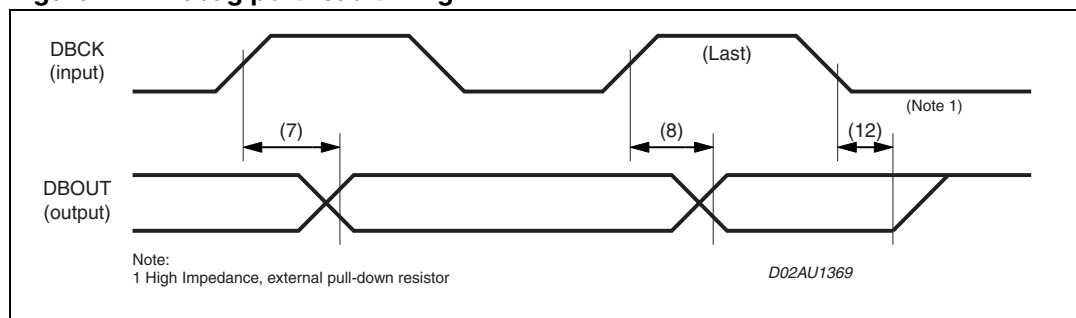 DBCK
(input)
(Last)
(Note 1)
(7)
(8)
(12)
DBOUT
(output)
Note:
1 High Impedance, external pull-down resistor
D02AU1369